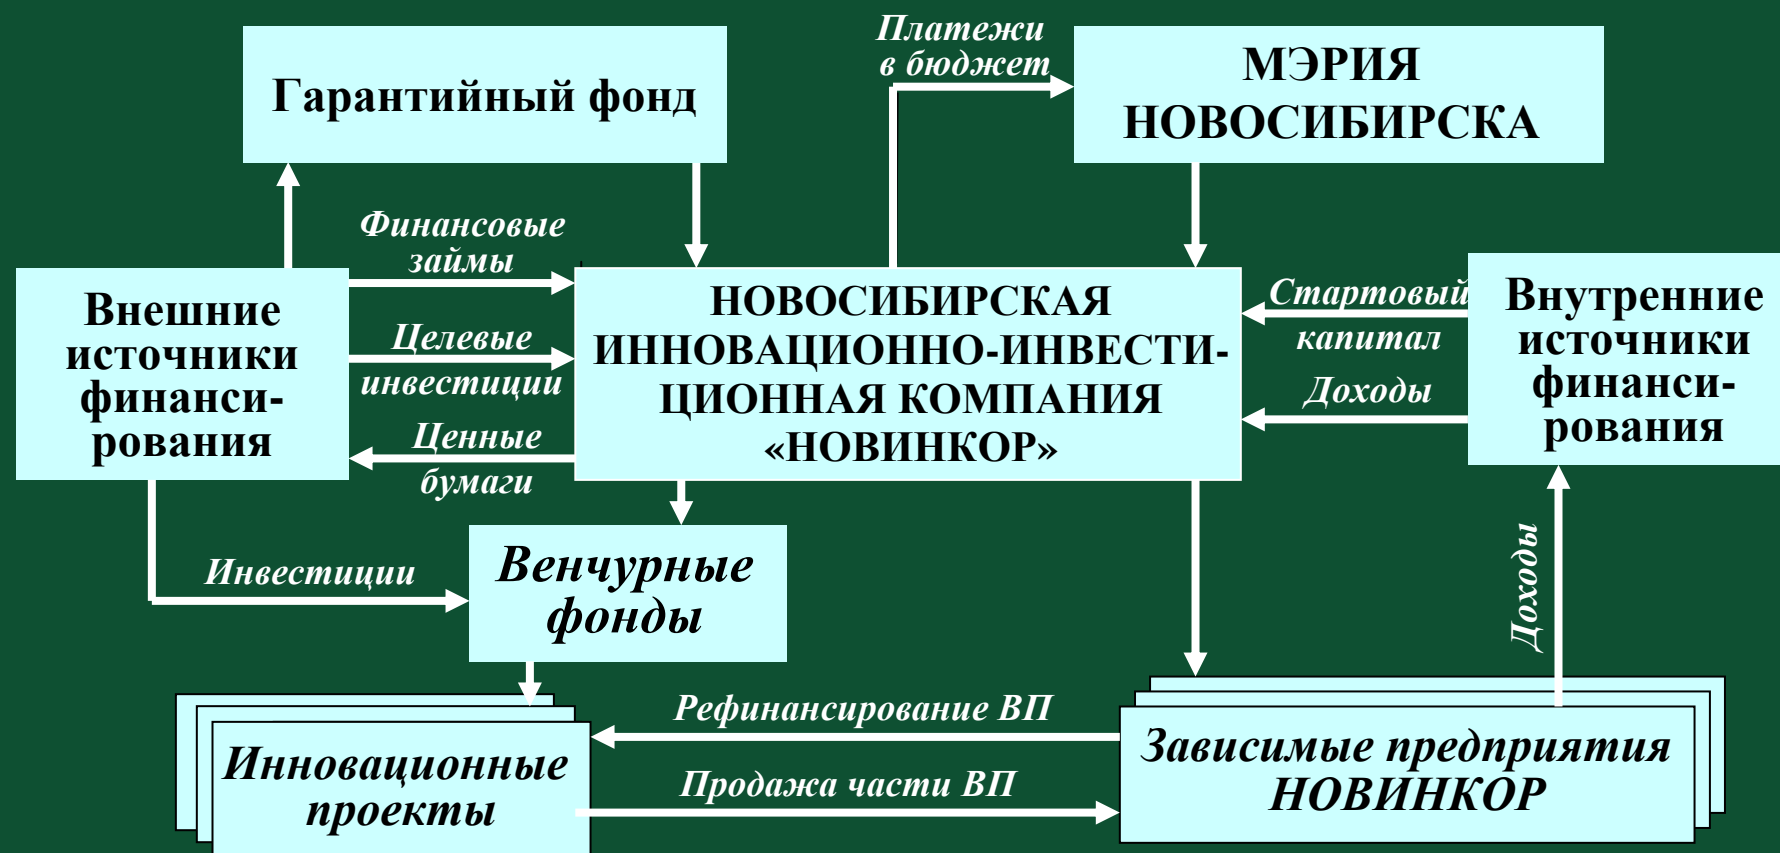 Гарантийный фонд
Платежи
в бюджет
МЭРИЯ
НОВОСИБИРСКА
Финансовые
займы
Целевые
инвестиции
Ценные
бумаги
Внешние
источники
финанси-
рования
НОВОСИБИРСКАЯ
ИННОВАЦИОННО-ИНВЕСТИ-
ЦИОННАЯ КОМПАНИЯ
«НОВИНКОР»
Стартовый
капитал
Доходы
Внутренние
источники
финанси-
рования
Инвестиции
Венчурные
фонды
Доходы
Рефинансирование ВП
Продажа части ВП
Инновационные
проекты
Зависимые предприятия
НОВИНКОР